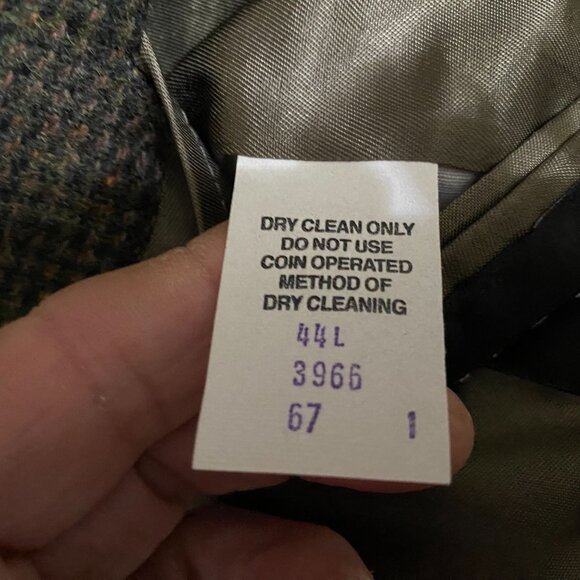 DRY CLEAN ONLY
DO NOT USE
COIN OPERATED
METHOD OF
DRY CLEANING
44L
3966
67 1